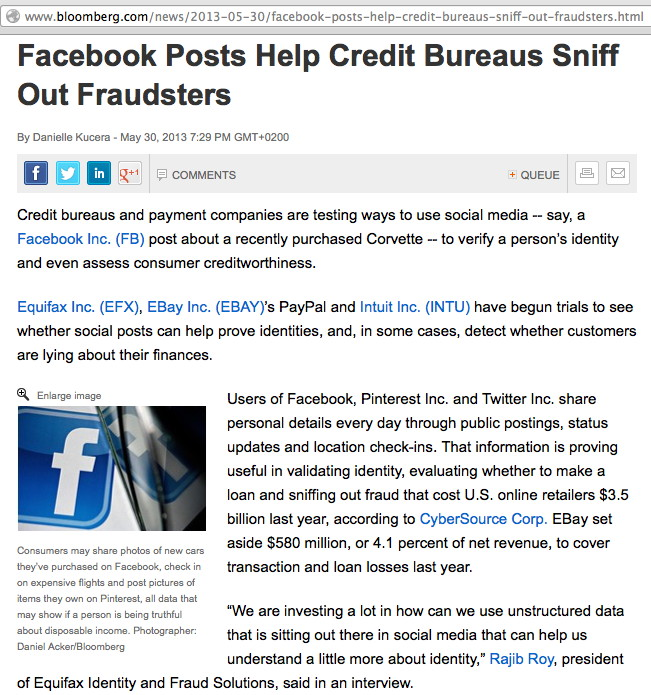 www.bloomberg.com/news/2013-05-30/facebook-posts-help-credit-bureaus-sniff-out-fraudsters.html
Facebook Posts Help Credit Bureaus Sniff
Out Fraudsters
By Danielle Kucera - May 30, 2013 7:29 PM GMT+0200
f
in
g+1
COMMENTS
QUEUE
Credit bureaus and payment companies are testing ways to use social media -- say, a
Facebook Inc. (FB) post about a recently purchased Corvette -- to verify a person's identity
and even assess consumer creditworthiness.
Equifax Inc. (EFX), EBay Inc. (EBAY)'s PayPal and Intuit Inc. (INTU) have begun trials to see
whether social posts can help prove identities, and, in some cases, detect whether customers
are lying about their finances.
Enlarge image
f
Consumers may share photos of new cars
they've purchased on Facebook, check in
on expensive flights and post pictures of
items they own on Pinterest, all data that
may show if a person is being truthful
about disposable income. Photographer:
Daniel Acker/Bloomberg
Users of Facebook, Pinterest Inc. and Twitter Inc. share
personal details every day through public postings, status
updates and location check-ins. That information is proving
useful in validating identity, evaluating whether to make a
loan and sniffing out fraud that cost U.S. online retailers $3.5
billion last year, according to CyberSource Corp. EBay set
aside $580 million, or 4.1 percent of net revenue, to cover
transaction and loan losses last year.
“We are investing a lot in how can we use unstructured data
that is sitting out there in social media that can help us
understand a little more about identity,” Rajib Roy, president
of Equifax Identity and Fraud Solutions, said in an interview.